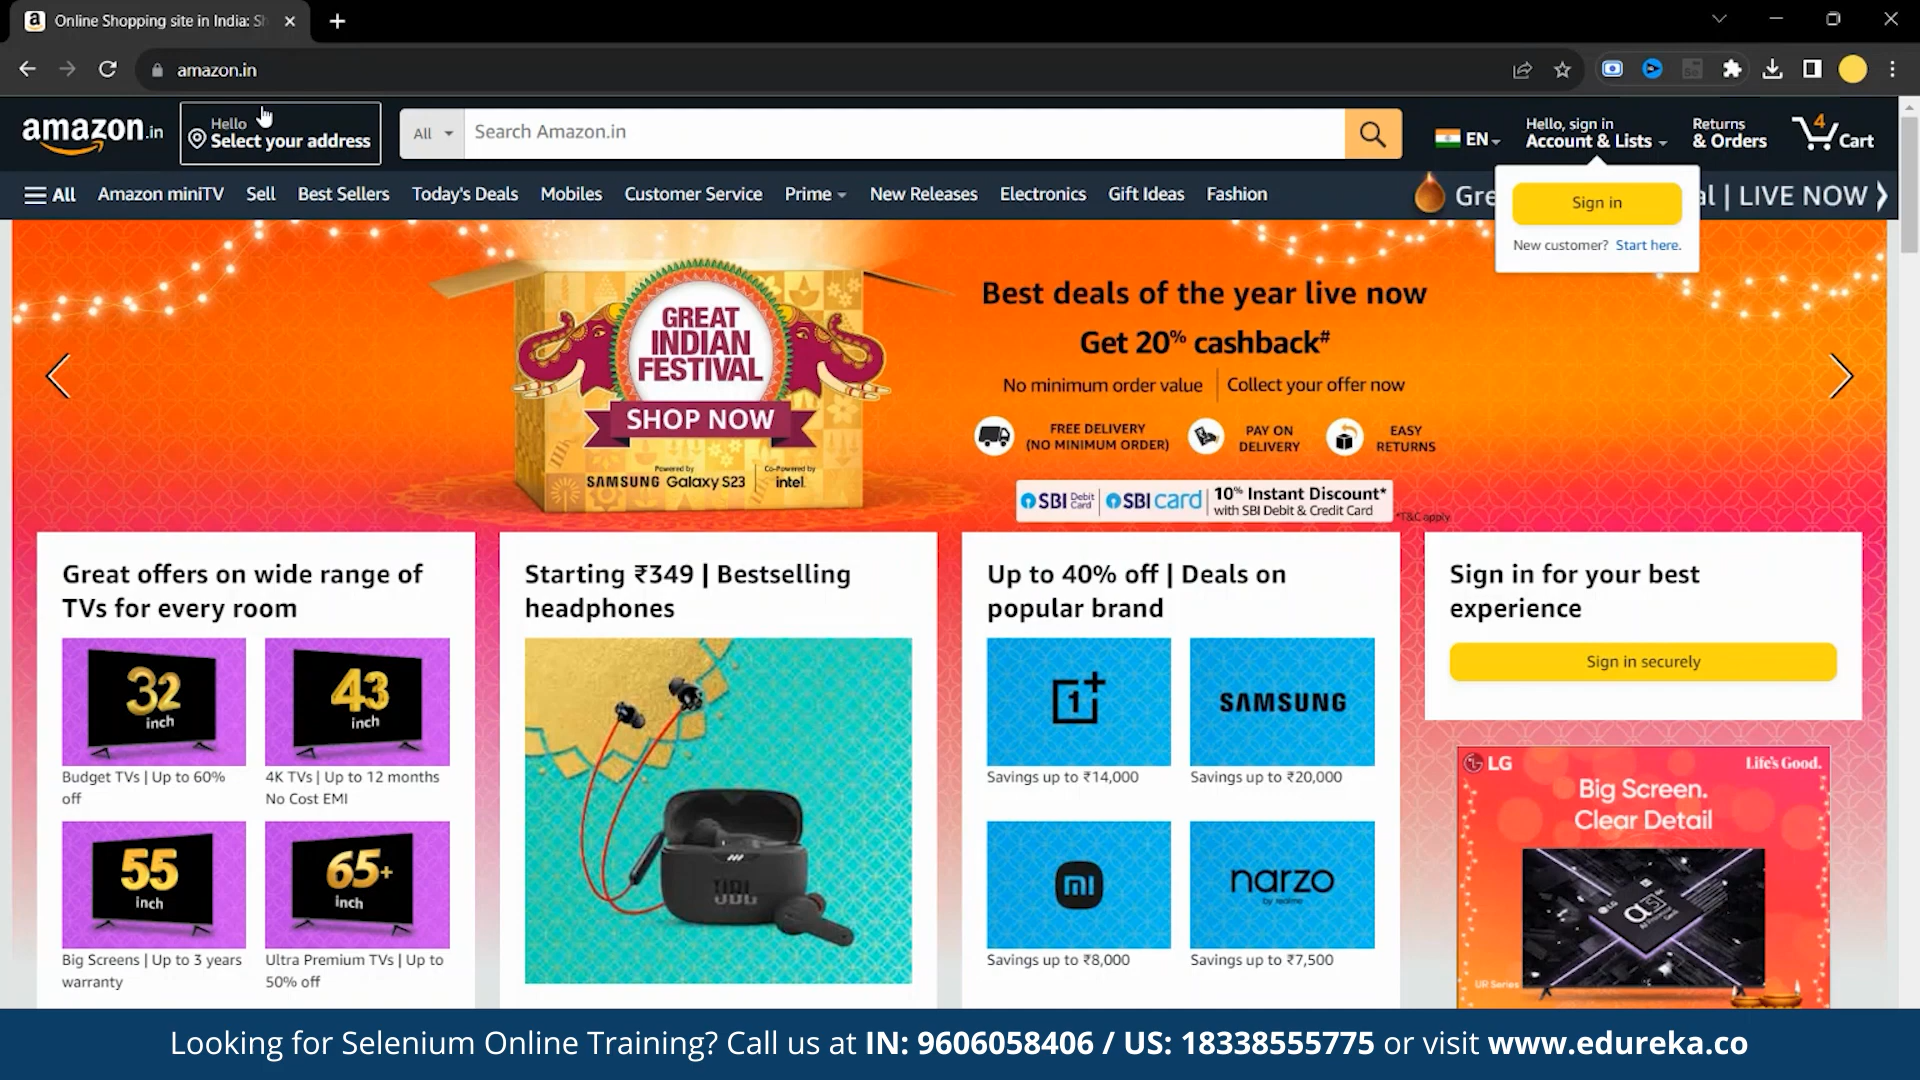 Online Shopping site in India: Sh
amazon.in
amazon.in
Hello
Select your address
All
Search Amazon.in
EN
Hello, sign in
Account & Lists
Returns
& Orders
4
Cart
All
Amazon miniTV
Sell
Best Sellers
Today's Deals
Mobiles
Customer Service
Prime
New Releases
Electronics
Gift Ideas
Fashion
Gre
al | LIVE NOW
Sign in
New customer? Start here.
GREAT
INDIAN
FESTIVAL
SHOP NOW
Powered by
SAMSUNG Galaxy S23
Co-Powered by
intel.
Best deals of the year live now
Get 20% cashback#
No minimum order value | Collect your offer now
FREE DELIVERY
(NO MINIMUM ORDER)
PAY ON
DELIVERY
EASY
RETURNS
SBI Debit Card
SBI card
10% Instant Discount*
with SBI Debit & Credit Card
*T&C apply
Great offers on wide range of
TVs for every room
32
inch
43
inch
Budget TVs | Up to 60%
off
4K TVs | Up to 12 months
No Cost EMI
55
inch
65+
inch
Big Screens | Up to 3 years
warranty
Ultra Premium TVs | Up to
50% off
Starting ₹349 | Bestselling
headphones
JBL
Up to 40% off | Deals on
popular brand
1+
SAMSUNG
Savings up to ₹14,000
Savings up to ₹20,000
mi
narzo
by realme
Savings up to ₹8,000
Savings up to ₹7,500
Sign in for your best
experience
Sign in securely
LG
Life's Good.
Big Screen.
Clear Detail
LG
α5
UR Series
Looking for Selenium Online Training? Call us at IN: 9606058406 / US: 18338555775 or visit www.edureka.co